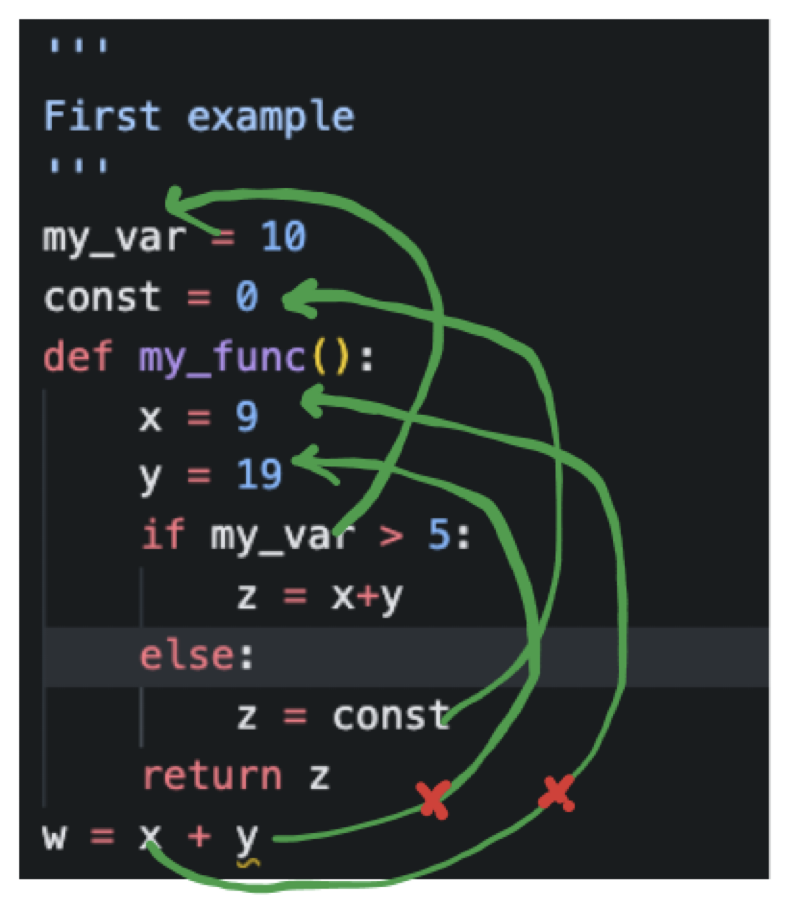 '''
First example
'''
my_var = 10
const = 0
def my_func():
    x = 9
    y = 19
    if my_var > 5:
        z = x+y
    else:
        z = const
    return z
w = x + y